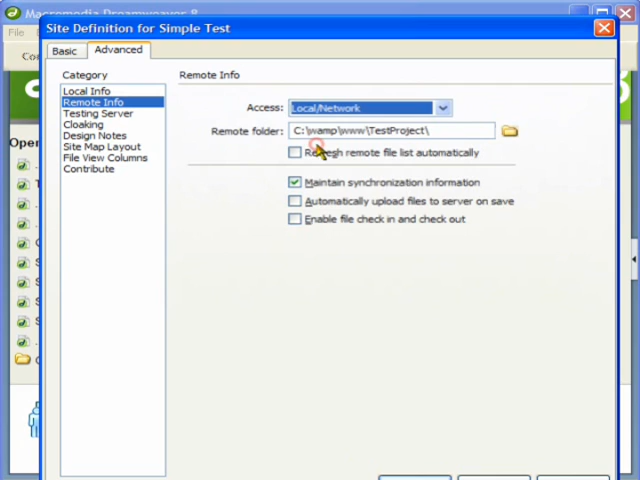 Macromedia Dreamweaver 8
File
Site Definition for Simple Test
Basic
Advanced
Category
Local Info
Remote Info
Testing Server
Cloaking
Design Notes
Site Map Layout
File View Columns
Contribute
Remote Info
Access: Local/Network
Remote folder: C:\wamp\www\TestProject\
Refresh remote file list automatically
Maintain synchronization information
Automatically upload files to server on save
Enable file check in and check out